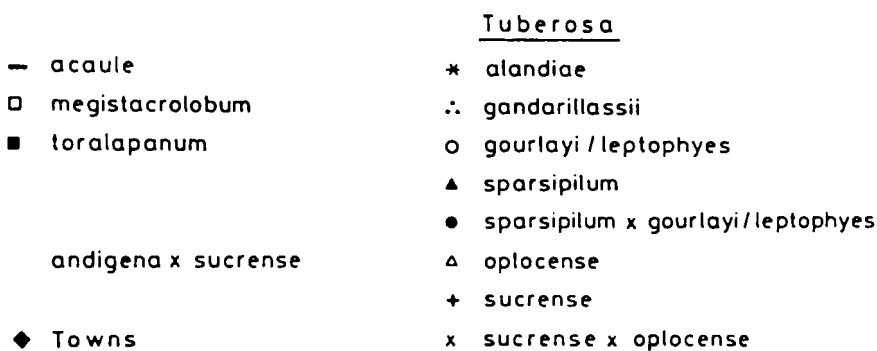 Tuberosa
acaule
megistacrolobum
toralapanum
andigena x sucrense
Towns
alandiae
gandarillassii
gourlayi / leptophyes
sparsipilum
sparsipilum x gourlayi / leptophyes
oplocense
sucrense
sucrense x oplocense